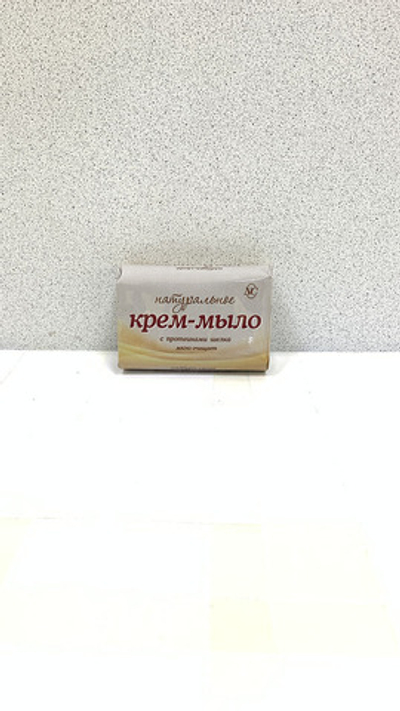 натуральное
крем-мыло
с протеинами шелка